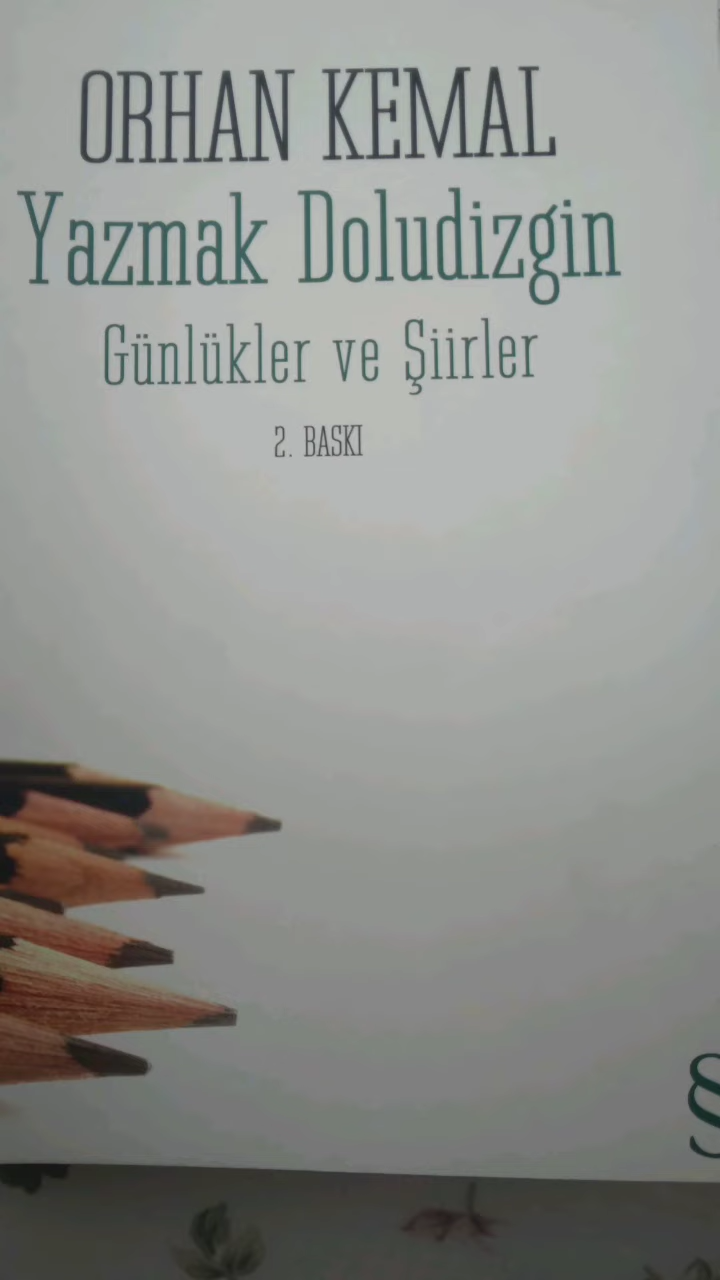 ORHAN KEMAL
Yazmak Doludizgin
Günlükler ve Şiirler
2. BASKI